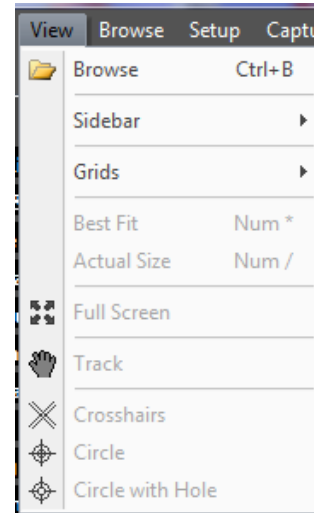 View Browse Setup Captu
Browse Ctrl+B
Sidebar
Grids
Best Fit Num *
Actual Size Num /
Full Screen
Track
Crosshairs
Circle
Circle with Hole